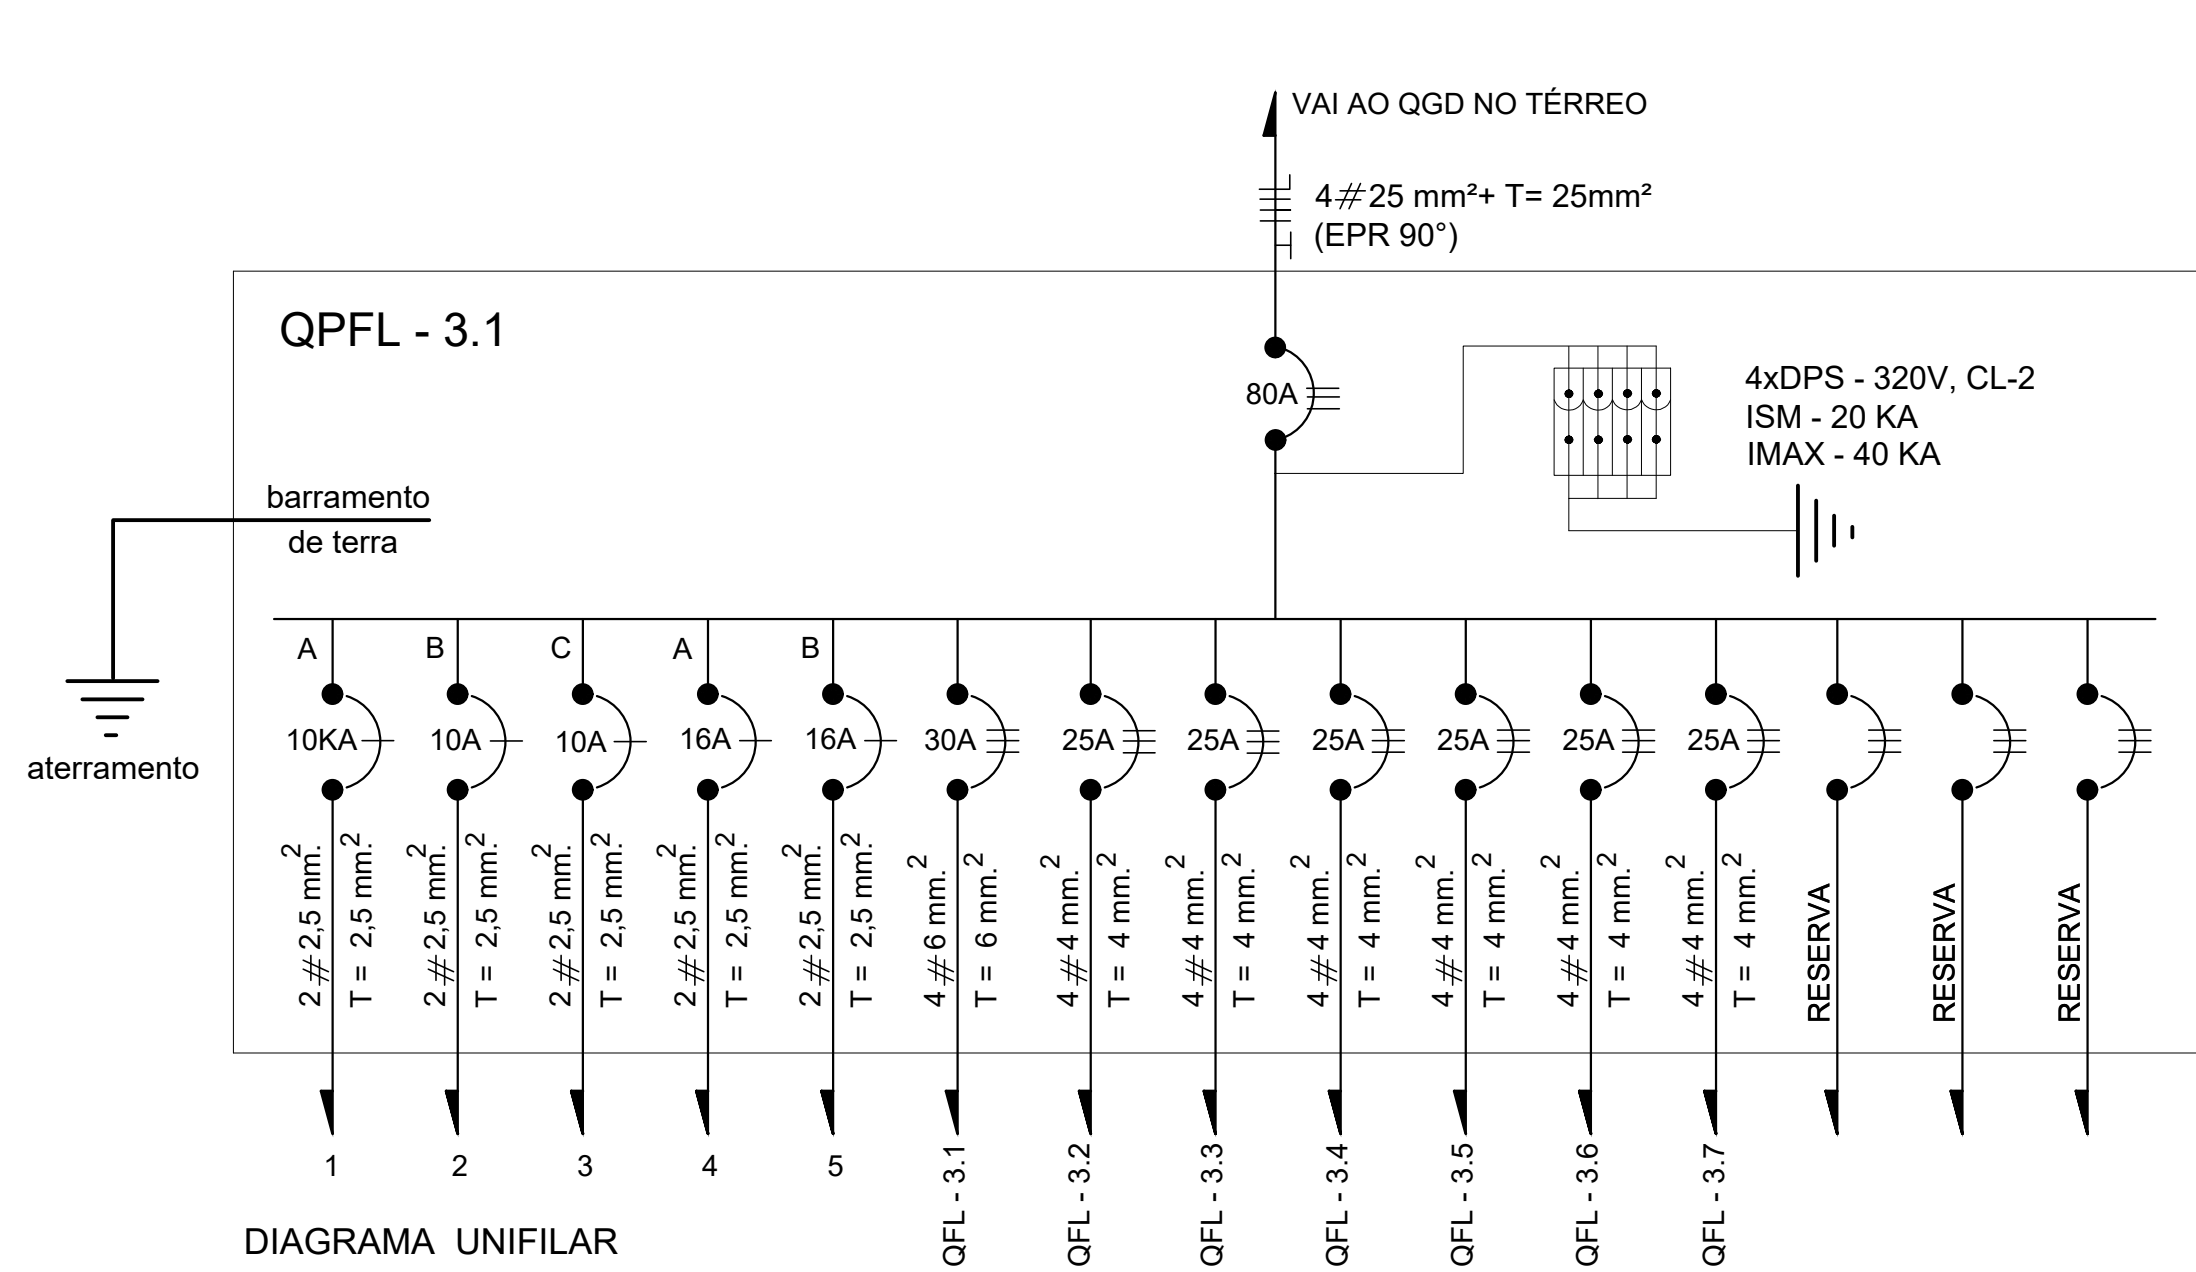 VAI AO QGD NO TÉRREO
4#25 mm²+ T= 25mm²
(EPR 90°)
QPFL - 3.1
80A
4xDPS - 320V, CL-2
ISM - 20 KA
IMAX - 40 KA
barramento
de terra
aterramento
A
B
C
A
B
10KA
10A
10A
16A
16A
30A
25A
25A
25A
25A
25A
25A
2#2,5 mm.²
T = 2,5 mm.²
2#2,5 mm.²
T = 2,5 mm.²
2#2,5 mm.²
T = 2,5 mm.²
2#2,5 mm.²
T = 2,5 mm.²
2#2,5 mm.²
T = 2,5 mm.²
4#6 mm.²
T = 6 mm.²
4#4 mm.²
T = 4 mm.²
4#4 mm.²
T = 4 mm.²
4#4 mm.²
T = 4 mm.²
4#4 mm.²
T = 4 mm.²
4#4 mm.²
T = 4 mm.²
4#4 mm.²
T = 4 mm.²
RESERVA
RESERVA
RESERVA
1
2
3
4
5
QFL - 3.1
QFL - 3.2
QFL - 3.3
QFL - 3.4
QFL - 3.5
QFL - 3.6
QFL - 3.7
DIAGRAMA UNIFILAR